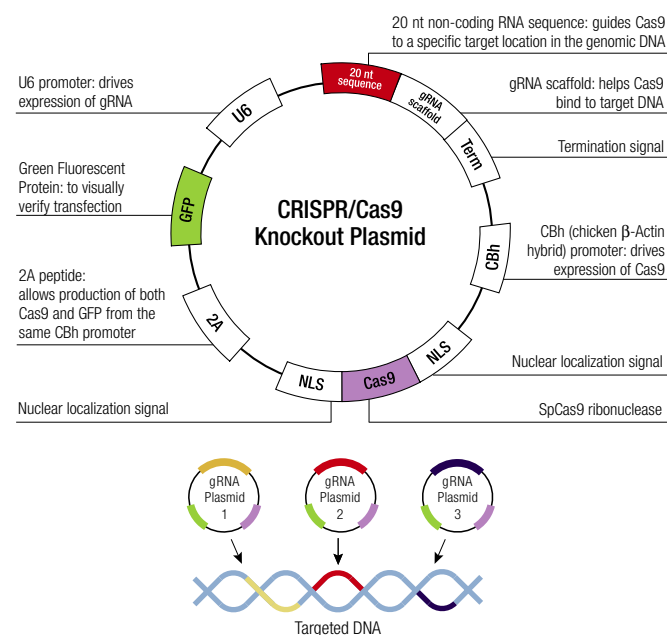 20 nt non-coding RNA sequence: guides Cas9
to a specific target location in the genomic DNA
U6 promoter: drives
expression of gRNA
gRNA scaffold: helps Cas9
bind to target DNA
Termination signal
Green Fluorescent
Protein: to visually
verify transfection
CBh (chicken β-Actin
hybrid) promoter: drives
expression of Cas9
2A peptide:
allows production of both
Cas9 and GFP from the
same CBh promoter
Nuclear localization signal
Nuclear localization signal
SpCas9 ribonuclease
20 nt
sequence
gRNA
scaffold
Term
CBh
NLS
Cas9
NLS
2A
GFP
U6
CRISPR/Cas9
Knockout Plasmid
gRNA
Plasmid
1
gRNA
Plasmid
2
gRNA
Plasmid
3
Targeted DNA